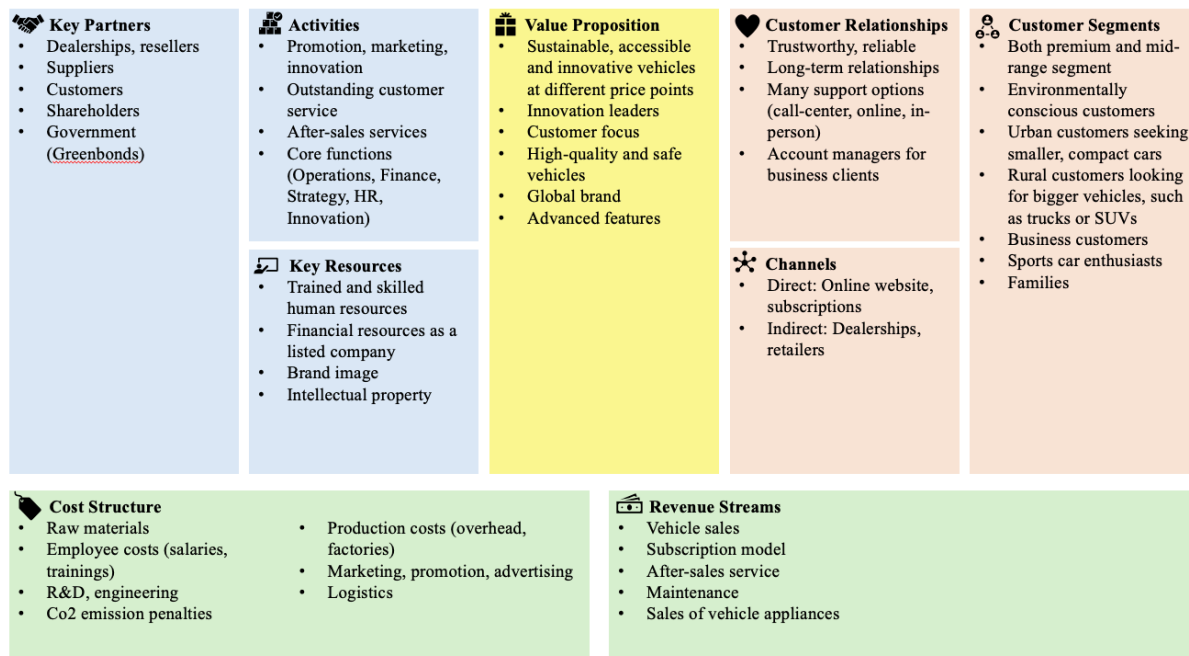 Key Partners
• Dealerships, resellers
• Suppliers
• Customers
• Shareholders
• Government
(Greenbonds)
Activities
• Promotion, marketing,
innovation
• Outstanding customer
service
• After-sales services
• Core functions
(Operations, Finance,
Strategy, HR,
Innovation)
Key Resources
• Trained and skilled
human resources
• Financial resources as a
listed company
• Brand image
• Intellectual property
Value Proposition
• Sustainable, accessible
and innovative vehicles
at different price points
• Innovation leaders
• Customer focus
• High-quality and safe
vehicles
• Global brand
• Advanced features
Customer Relationships
• Trustworthy, reliable
• Long-term relationships
• Many support options
(call-center, online, in-
person)
• Account managers for
business clients
Channels
• Direct: Online website,
subscriptions
• Indirect: Dealerships,
retailers
Customer Segments
• Both premium and mid-
range segment
• Environmentally
conscious customers
• Urban customers seeking
smaller, compact cars
• Rural customers looking
for bigger vehicles, such
as trucks or SUVs
• Business customers
• Sports car enthusiasts
• Families
Cost Structure
• Raw materials
• Employee costs (salaries,
trainings)
• R&D, engineering
• Co2 emission penalties
• Production costs (overhead,
factories)
• Marketing, promotion, advertising
• Logistics
Revenue Streams
• Vehicle sales
• Subscription model
• After-sales service
• Maintenance
• Sales of vehicle appliances